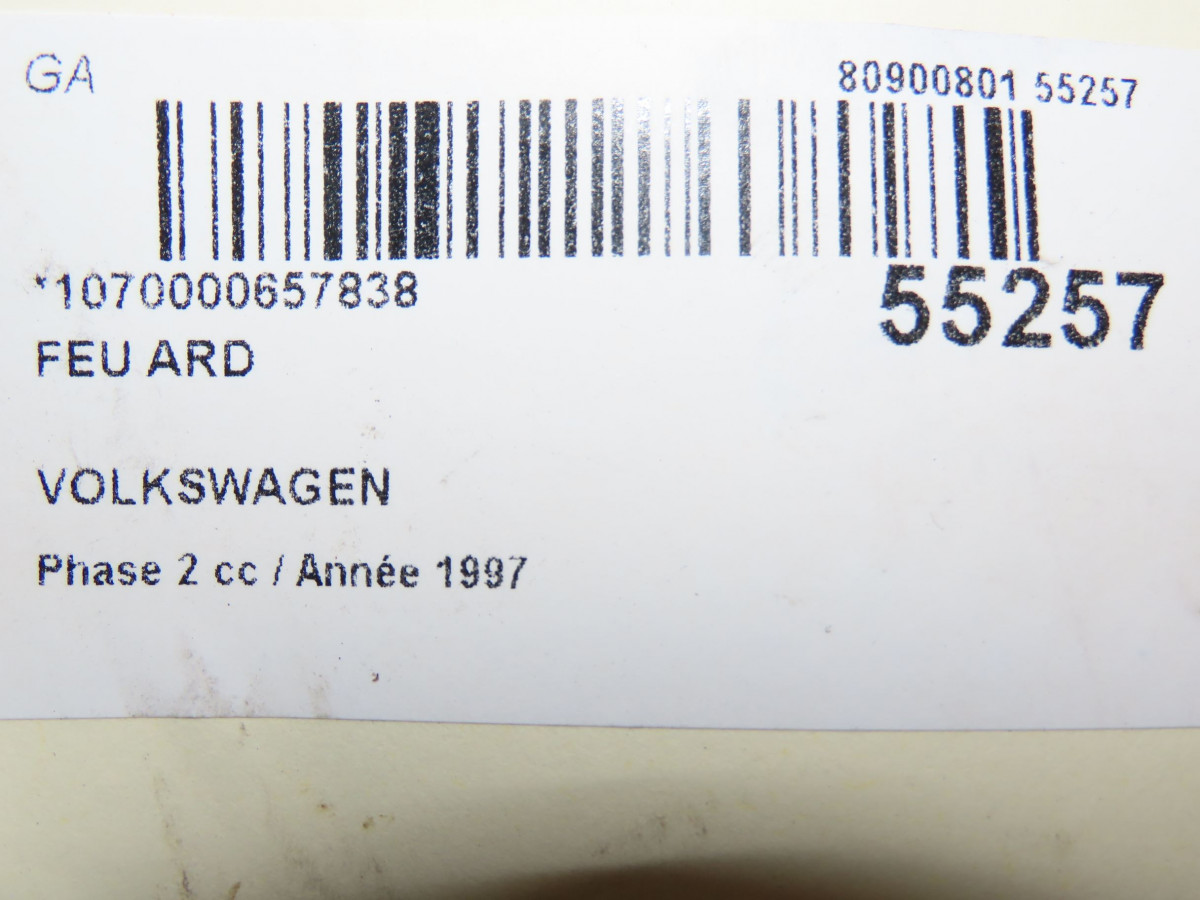 GA
80900801 55257
*1070000657838
55257
FEU ARD
VOLKSWAGEN
Phase 2 cc / Année 1997